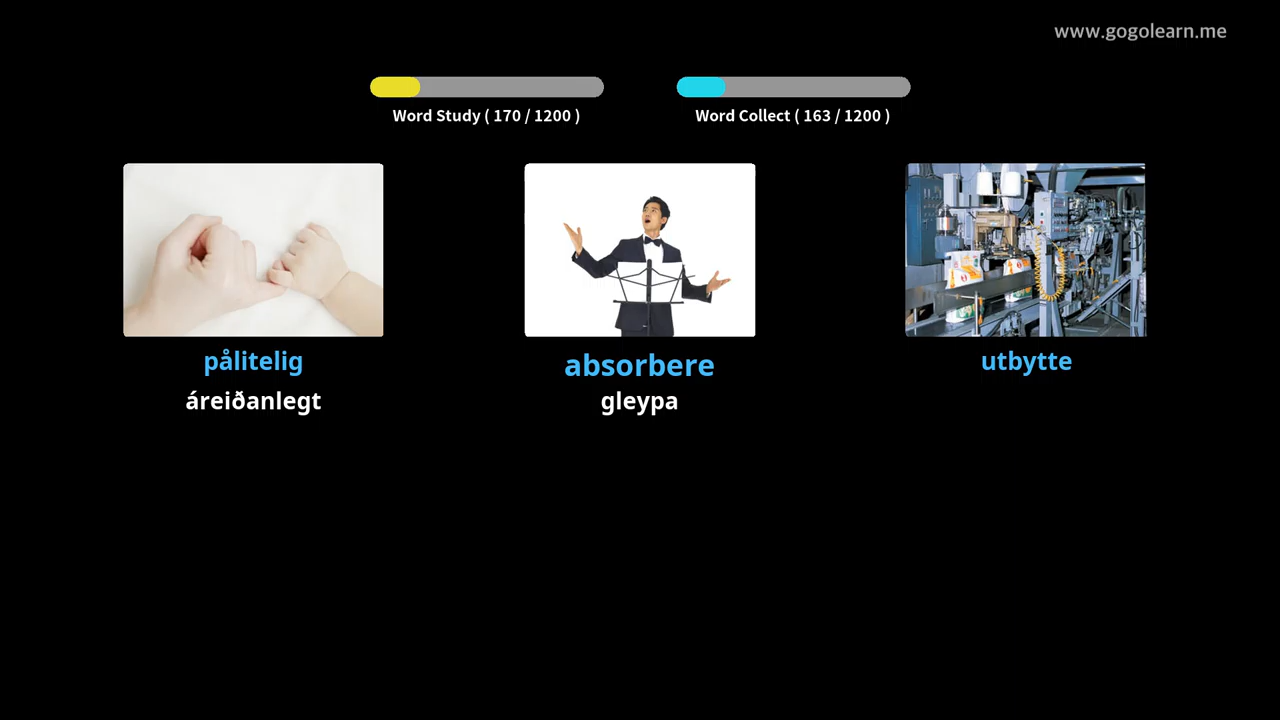 www.gogolearn.me
Word Study ( 170 / 1200 )
Word Collect ( 163 / 1200 )
pålitelig
absorbere
utbytte
áreiðanlegt
gleypa